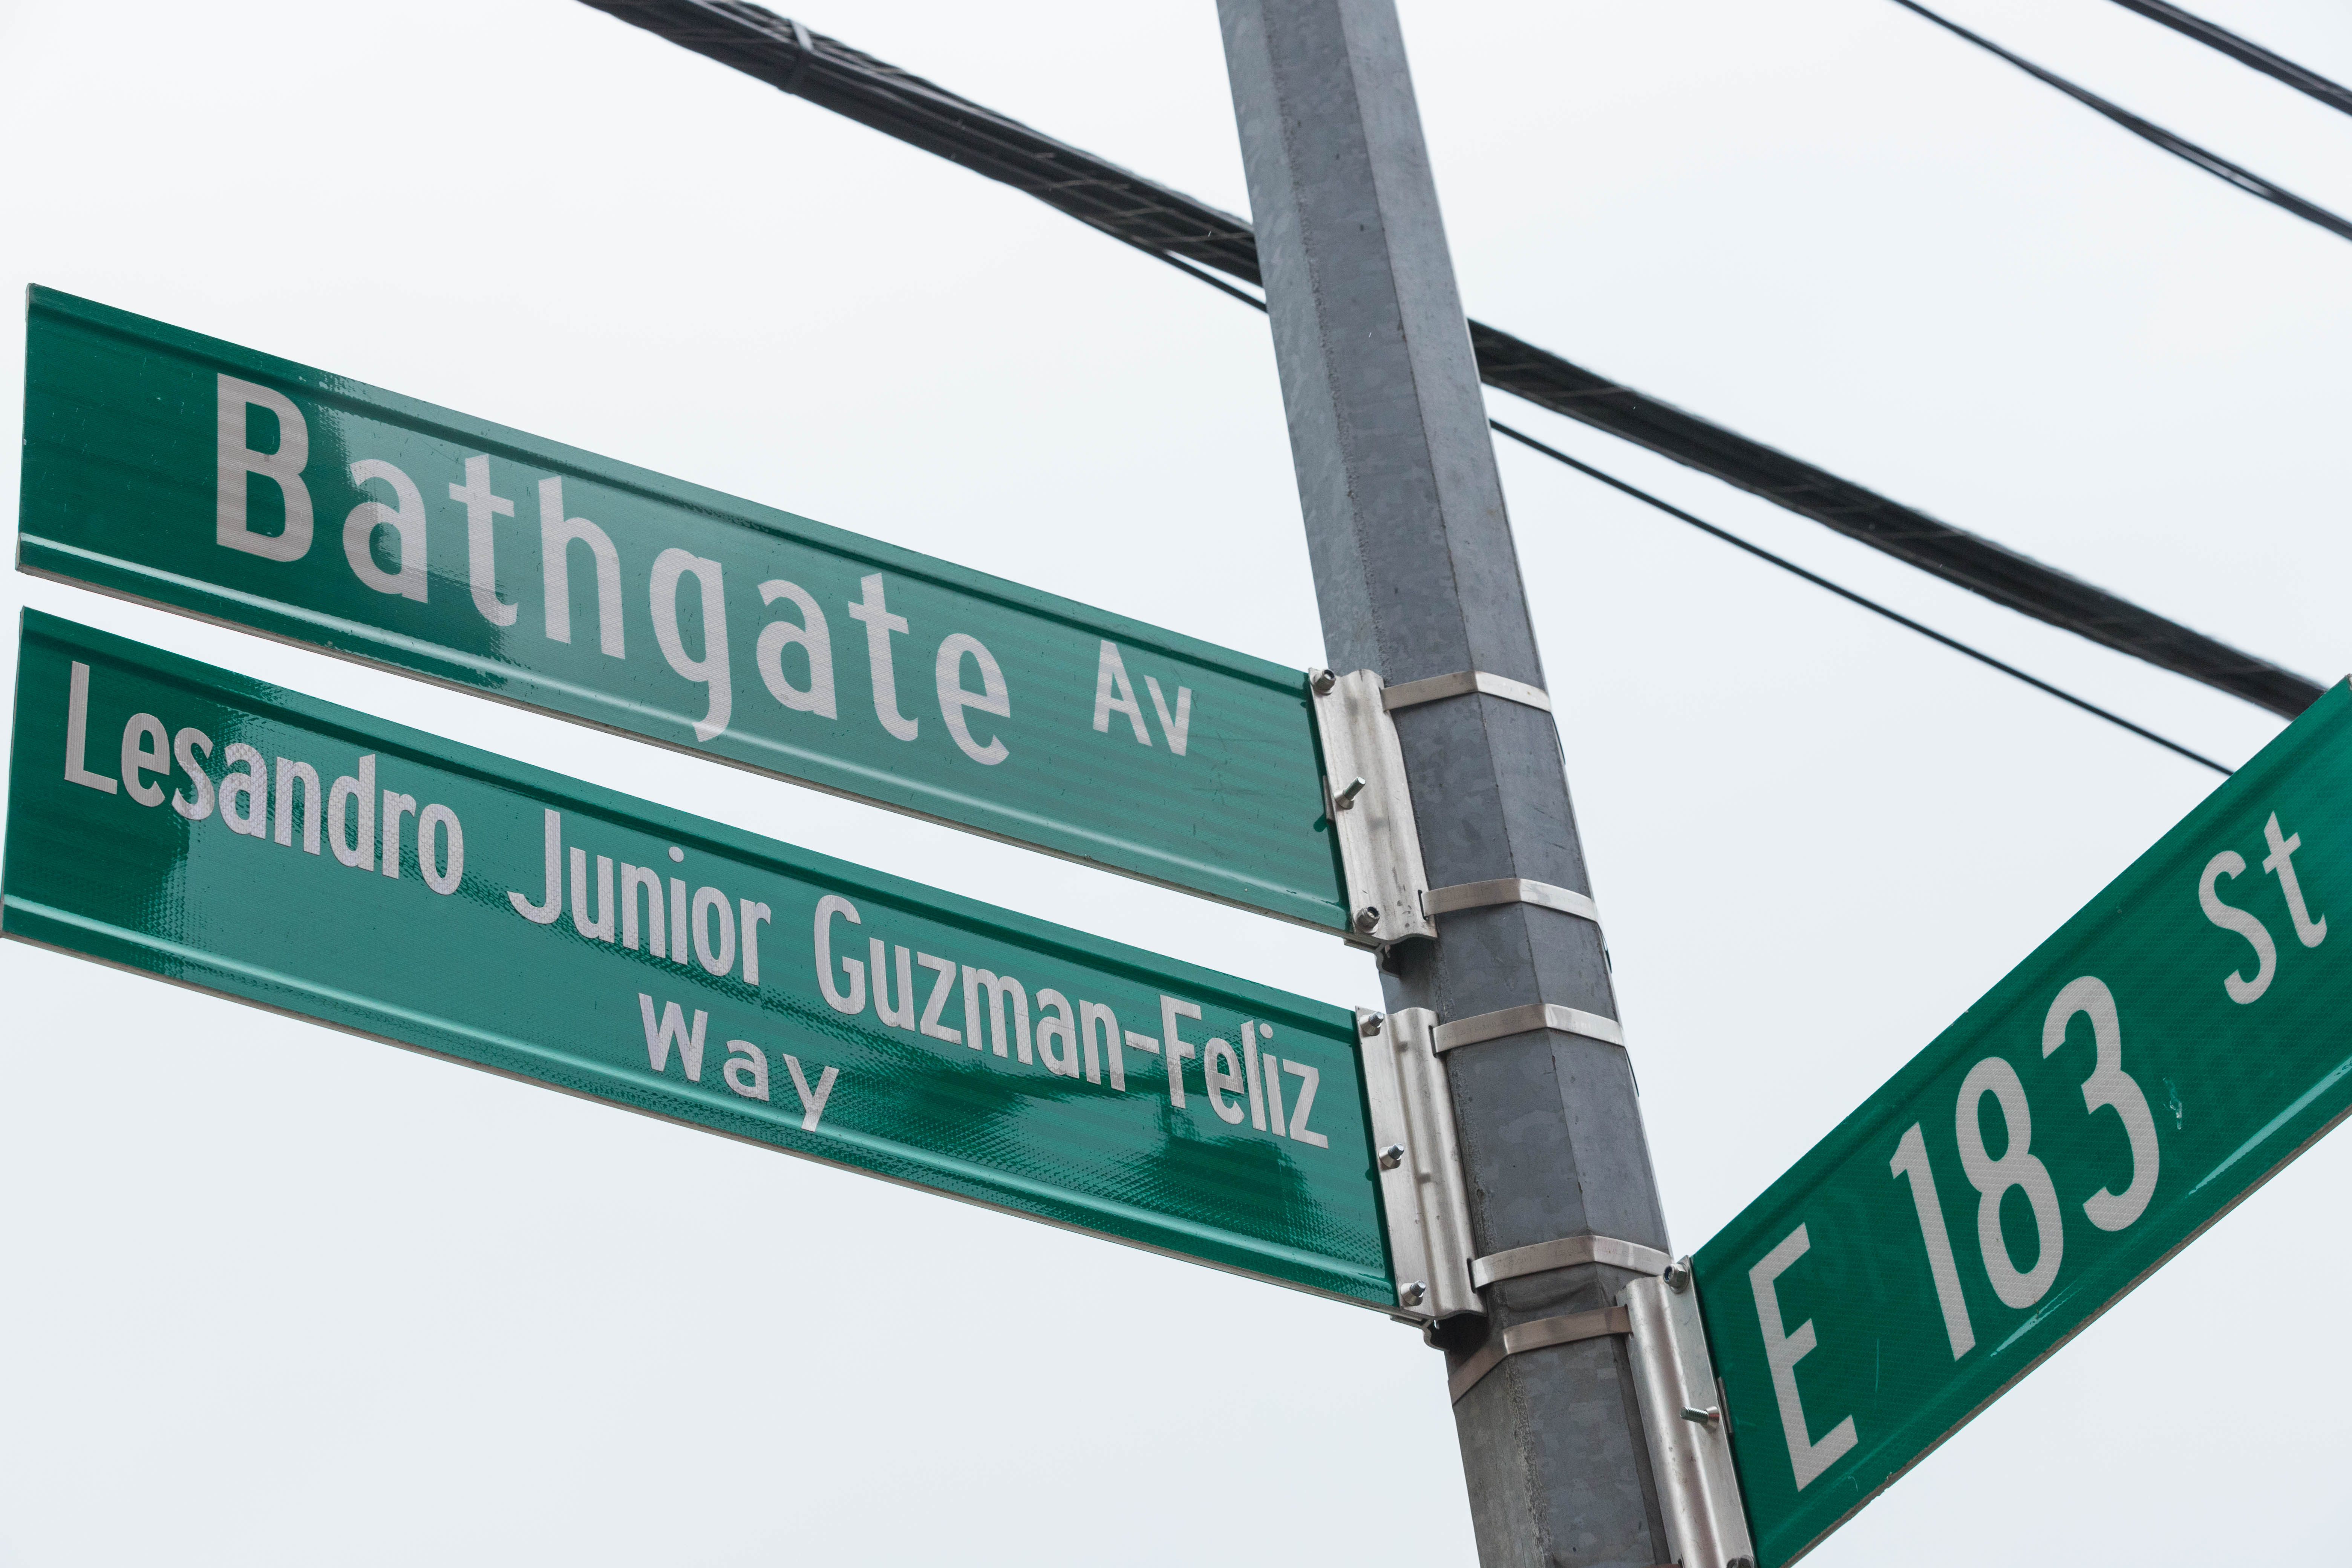 Bathgate Av
Lesandro Junior Guzman-Feliz
Way
E 183 St